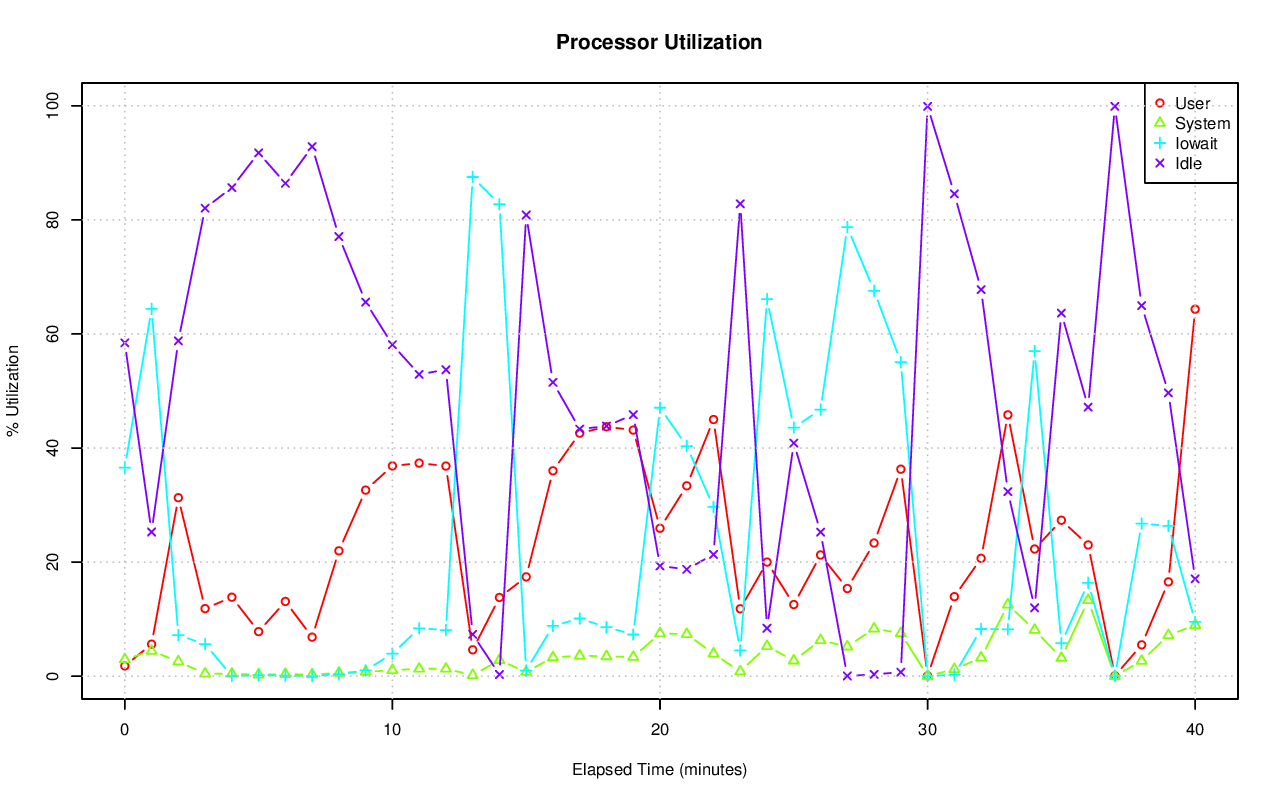 Processor Utilization
100
80
60
40
20
0
% Utilization
User
System
Iowait
Idle
0 10 20 30 40
Elapsed Time (minutes)